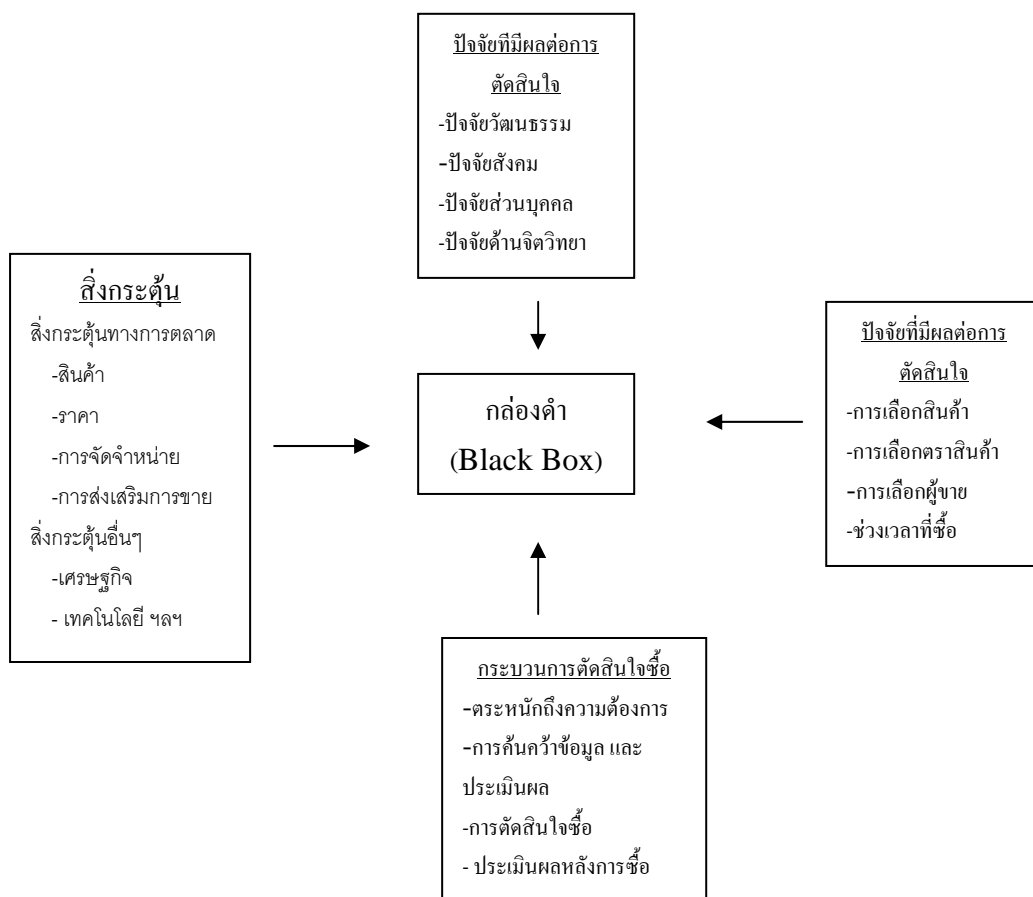 ปัจจัยที่มีผลต่อการ
ตัดสินใจ
-ปัจจัยวัฒนธรรม
-ปัจจัยสังคม
-ปัจจัยส่วนบุคคล
-ปัจจัยด้านจิตวิทยา
สิ่งกระตุ้น
สิ่งกระตุ้นทางการตลาด
-สินค้า
-ราคา
-การจัดจำหน่าย
-การส่งเสริมการขาย
สิ่งกระตุ้นอื่นๆ
-เศรษฐกิจ
- เทคโนโลยี ฯลฯ
กล่องดำ
(Black Box)
ปัจจัยที่มีผลต่อการ
ตัดสินใจ
-การเลือกสินค้า
-การเลือกตราสินค้า
-การเลือกผู้ขาย
-ช่วงเวลาที่ซื้อ
กระบวนการตัดสินใจซื้อ
-ตระหนักถึงความต้องการ
-การค้นคว้าข้อมูล และ
ประเมินผล
-การตัดสินใจซื้อ
- ประเมินผลหลังการซื้อ